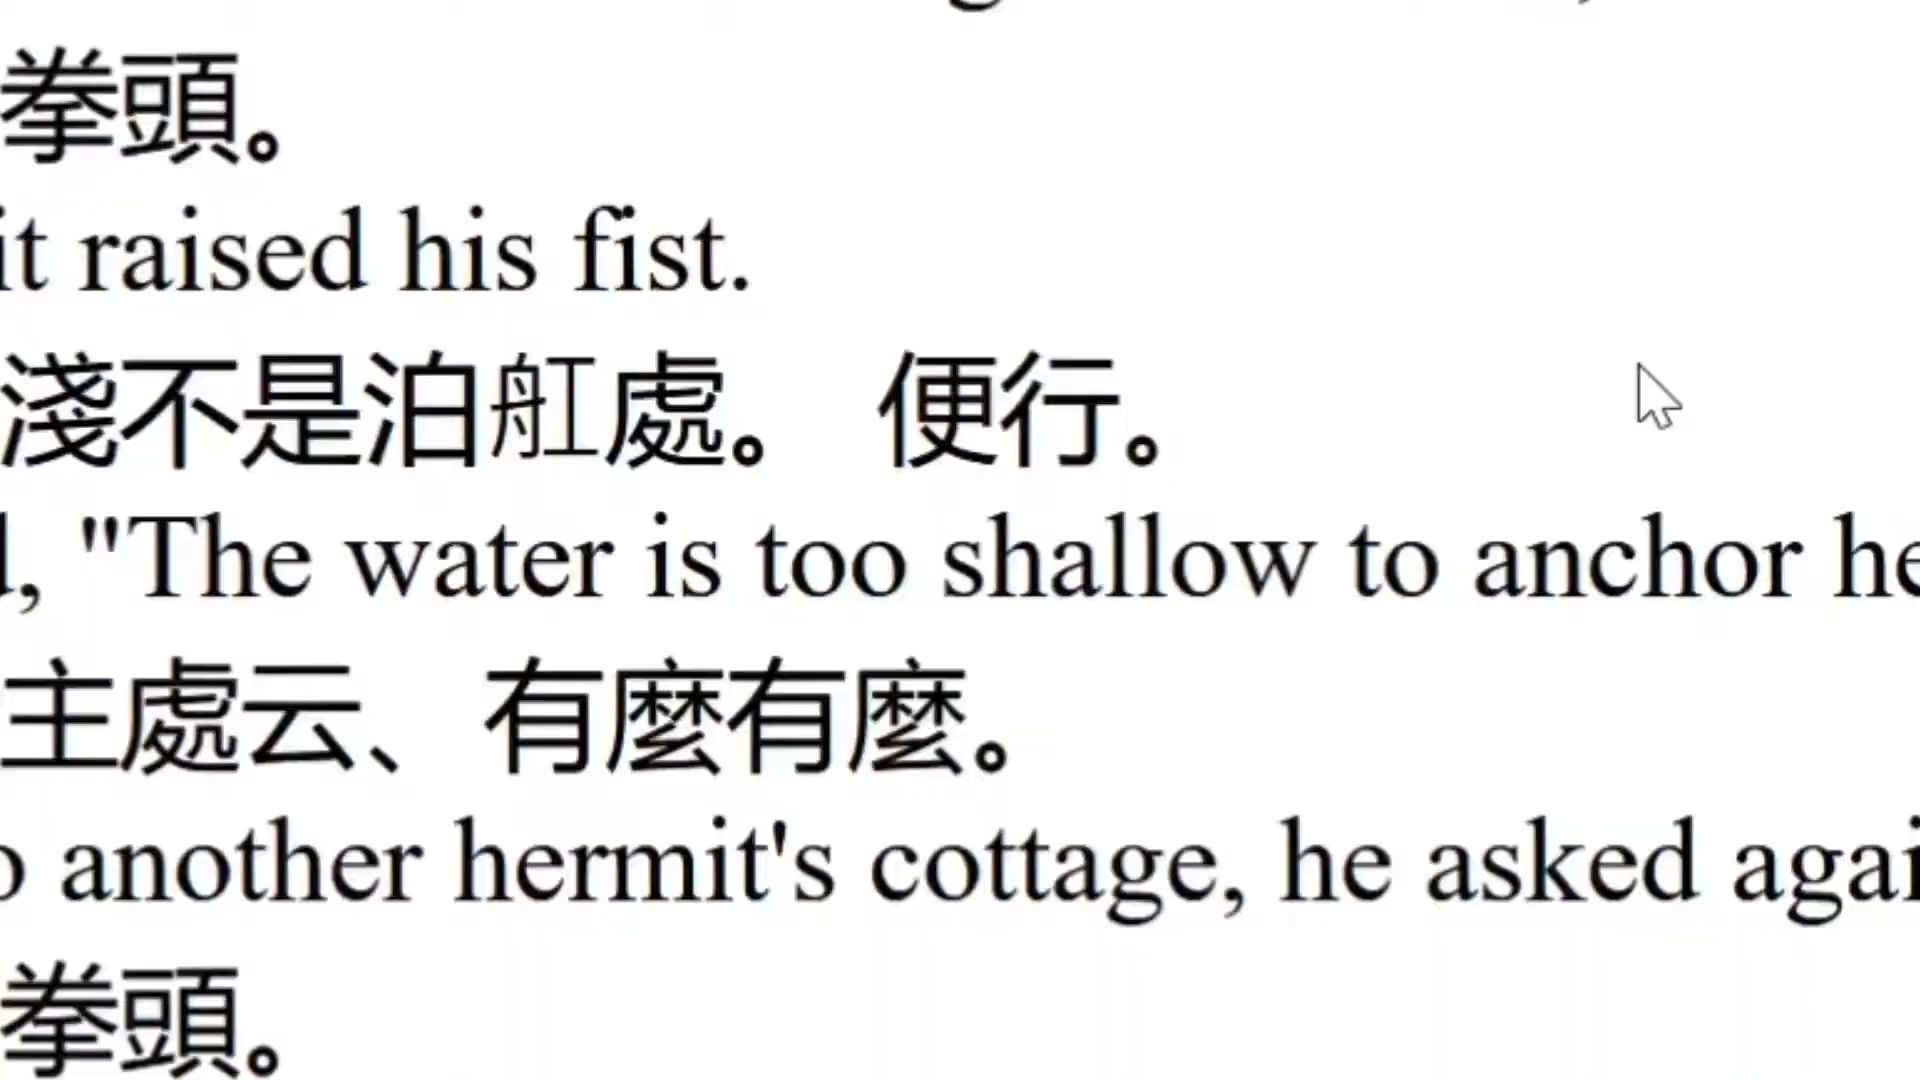 拳頭。
it raised his fist.
淺不是泊舡處。 便行。
d, "The water is too shallow to anchor he
主處云、有麼有麼。
o another hermit's cottage, he asked agai
拳頭。